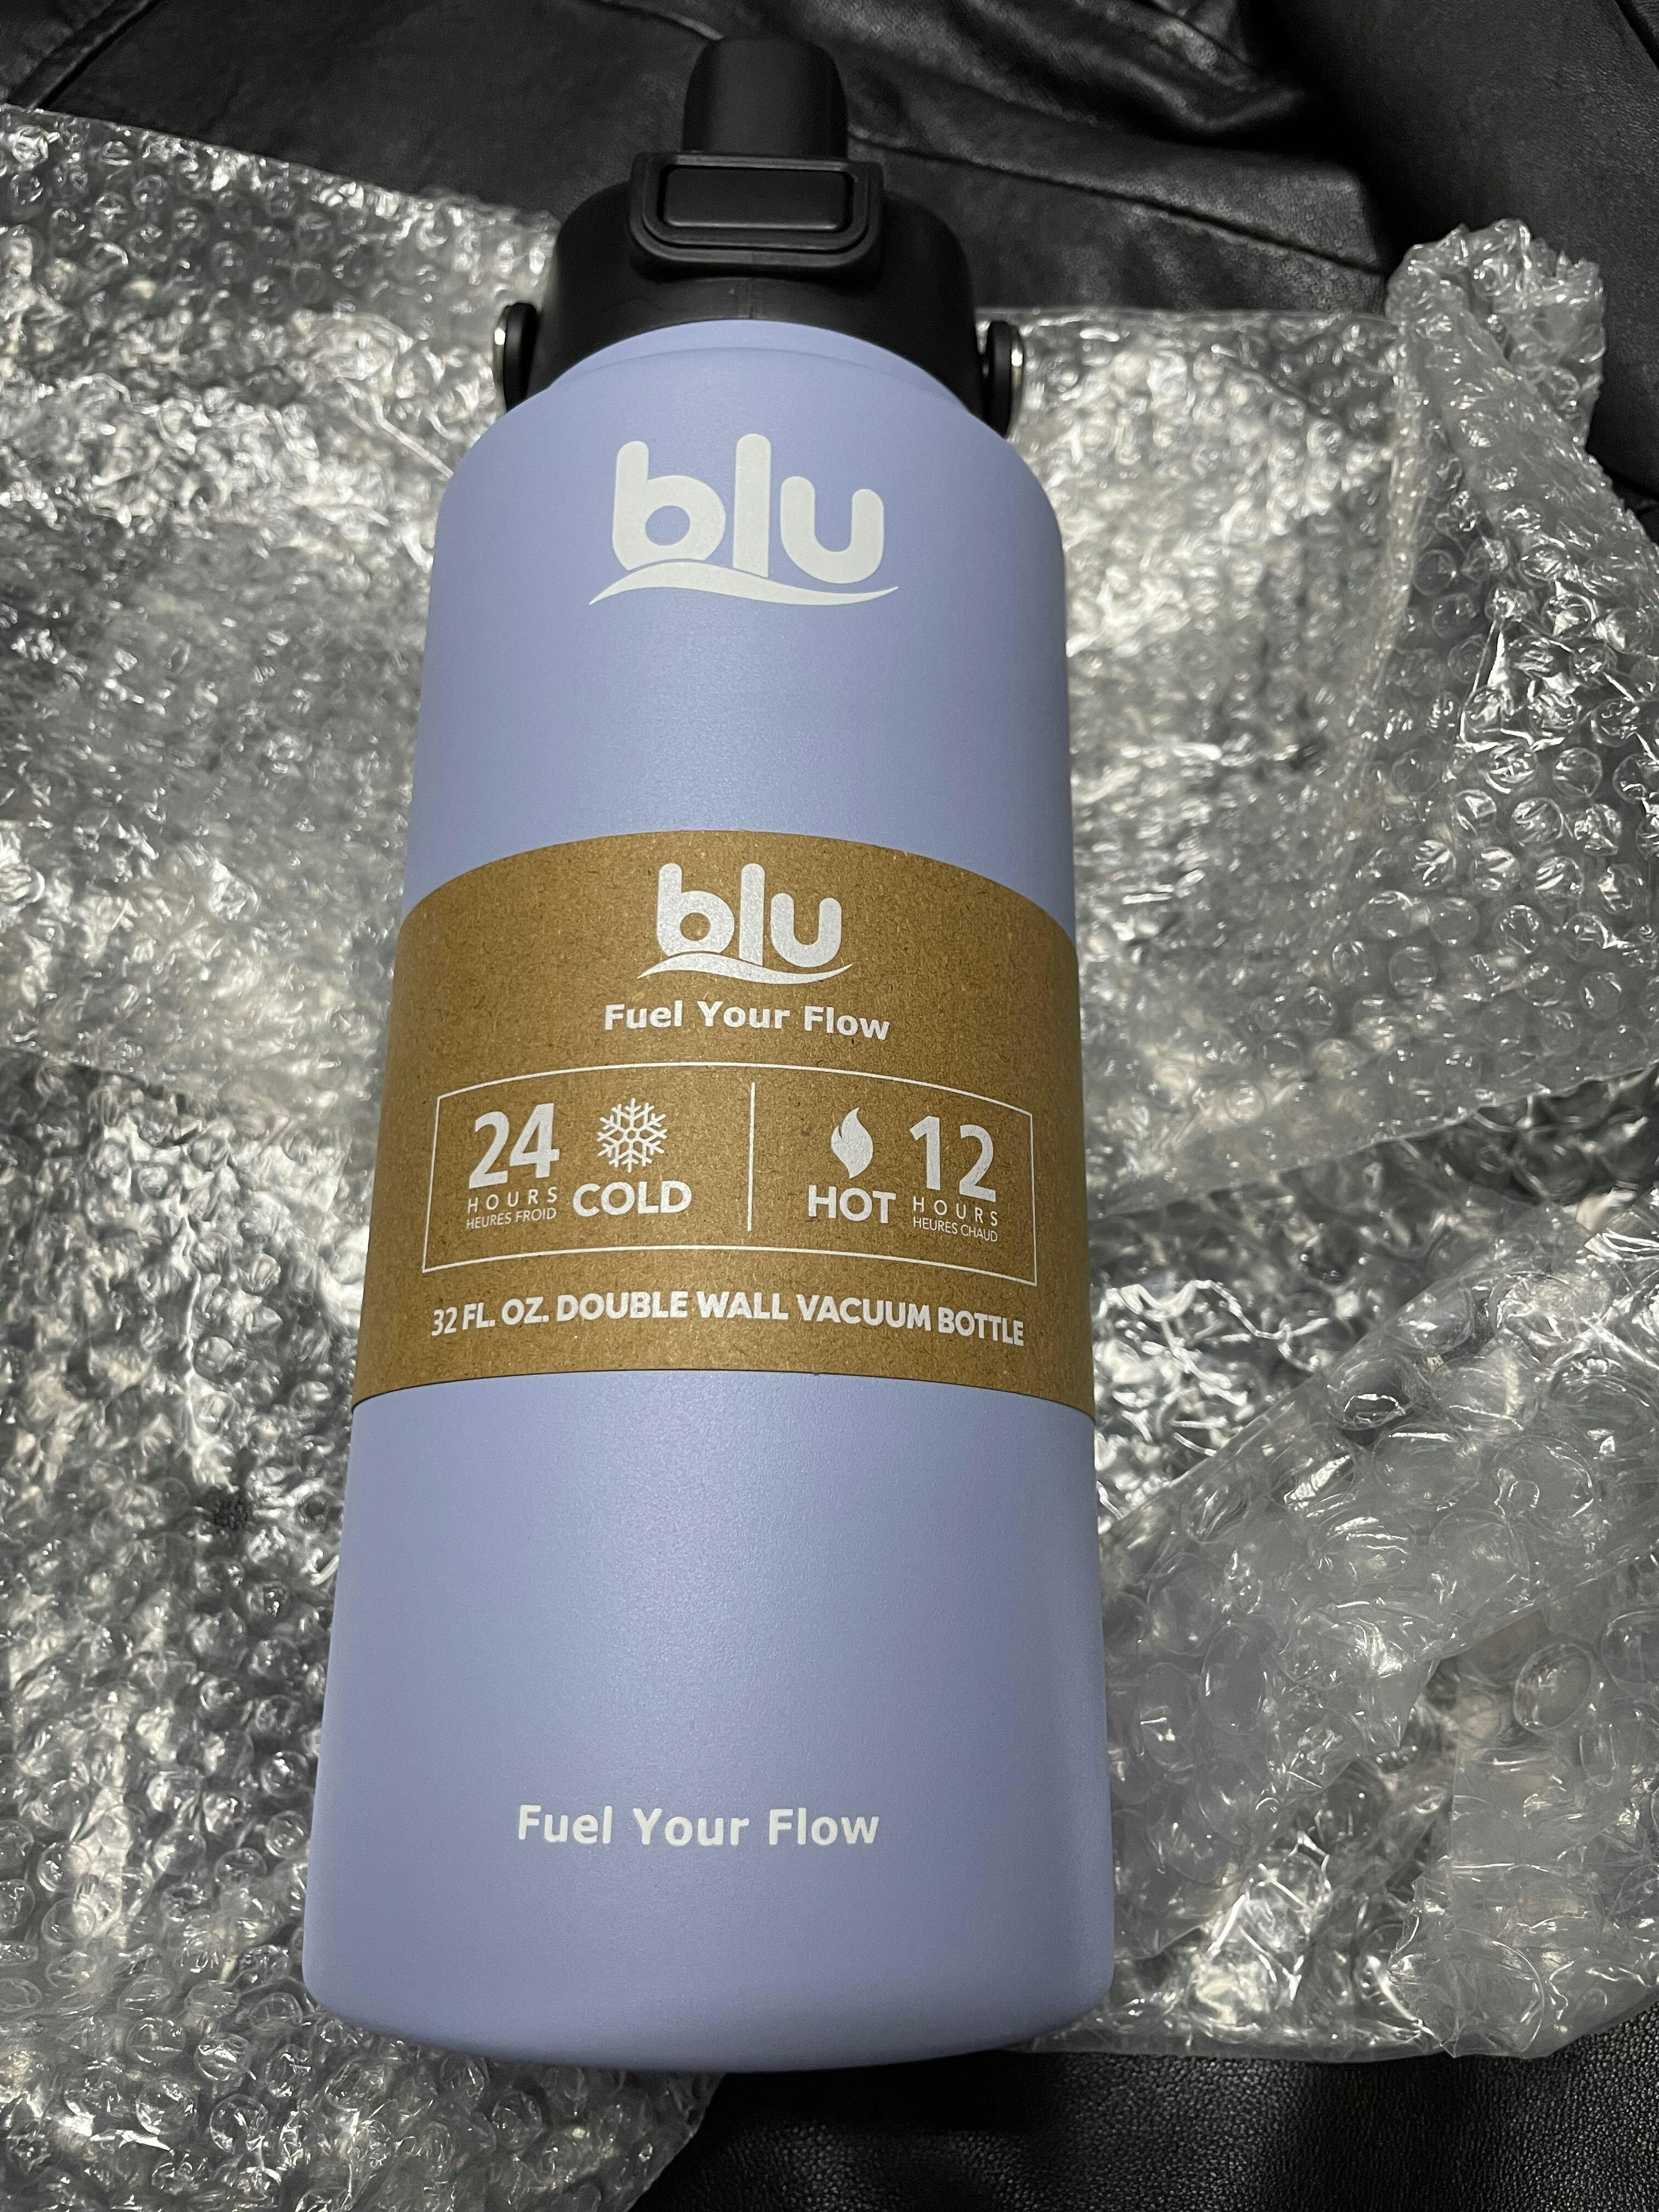 blu
blu
Fuel Your Flow
24 HOURS HEURES FROID COLD
HOT 12 HOURS HEURES CHAUD
32 FL. OZ. DOUBLE WALL VACUUM BOTTLE
Fuel Your Flow